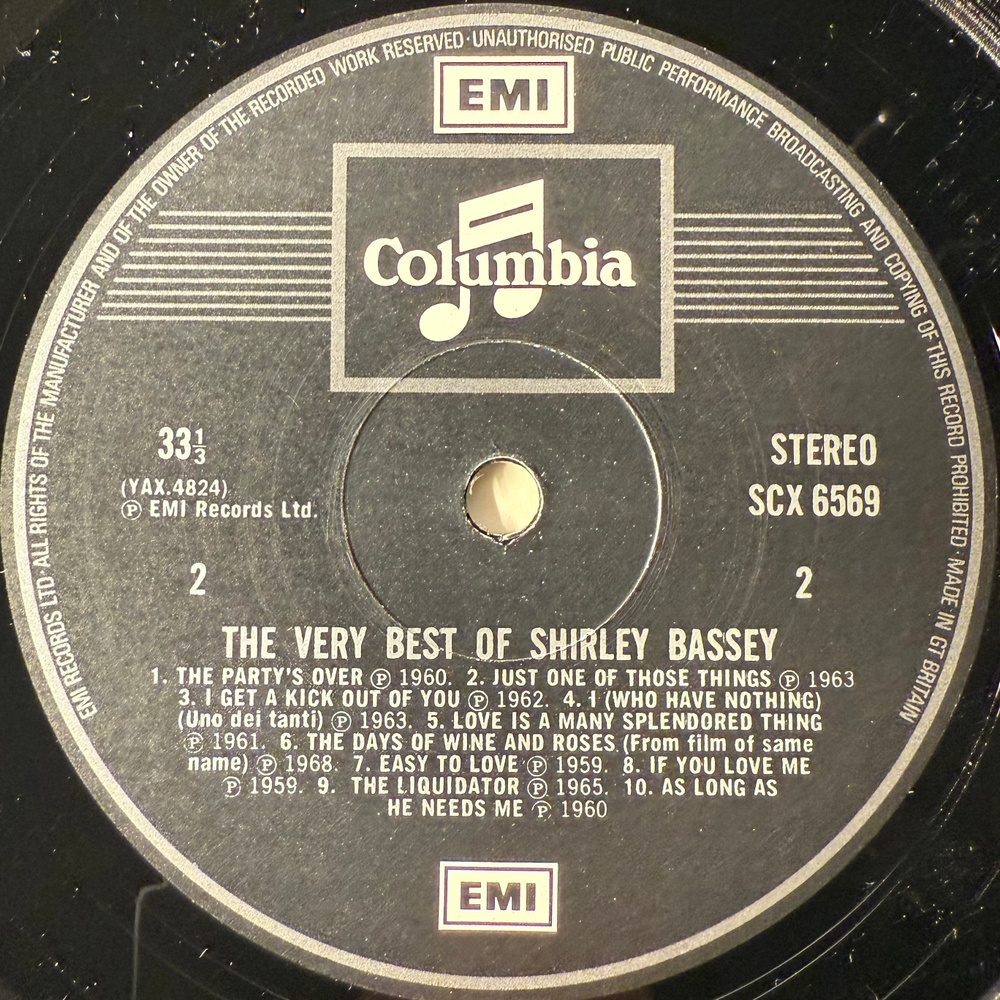 EMI RECORDS LTD·ALL RIGHTS OF THE MANUFACTURER AND OF THE OWNER OF THE RECORDED WORK RESERVED·UNAUTHORISED PUBLIC PERFORMANCE BROADCASTING AND COPYING OF THIS RECORD PROHIBITED·MADE IN GT BRITAIN
EMI
Columbia
33⅓
STEREO
(YAX.4824)
SCX 6569
℗ EMI Records Ltd.
2
2
THE VERY BEST OF SHIRLEY BASSEY
1. THE PARTY'S OVER ℗ 1960. 2. JUST ONE OF THOSE THINGS ℗ 1963
3. I GET A KICK OUT OF YOU ℗ 1962. 4. I (WHO HAVE NOTHING)
(Uno dei tanti) ℗ 1963. 5. LOVE IS A MANY SPLENDORED THING
℗ 1961. 6. THE DAYS OF WINE AND ROSES (From film of same
name) ℗ 1968. 7. EASY TO LOVE ℗ 1959. 8. IF YOU LOVE ME
℗ 1959. 9. THE LIQUIDATOR ℗ 1965. 10. AS LONG AS
HE NEEDS ME ℗ 1960
EMI